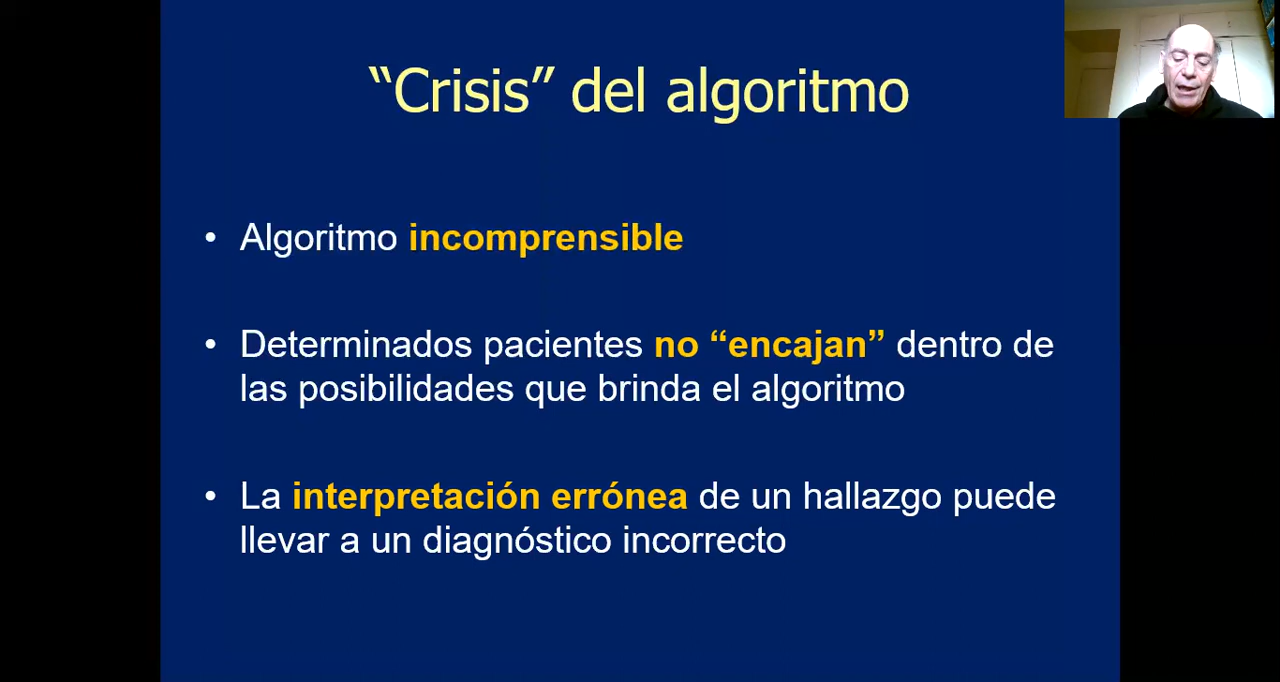 “Crisis” del algoritmo
• Algoritmo incomprensible
• Determinados pacientes no “encajan” dentro de
las posibilidades que brinda el algoritmo
• La interpretación errónea de un hallazgo puede
llevar a un diagnóstico incorrecto